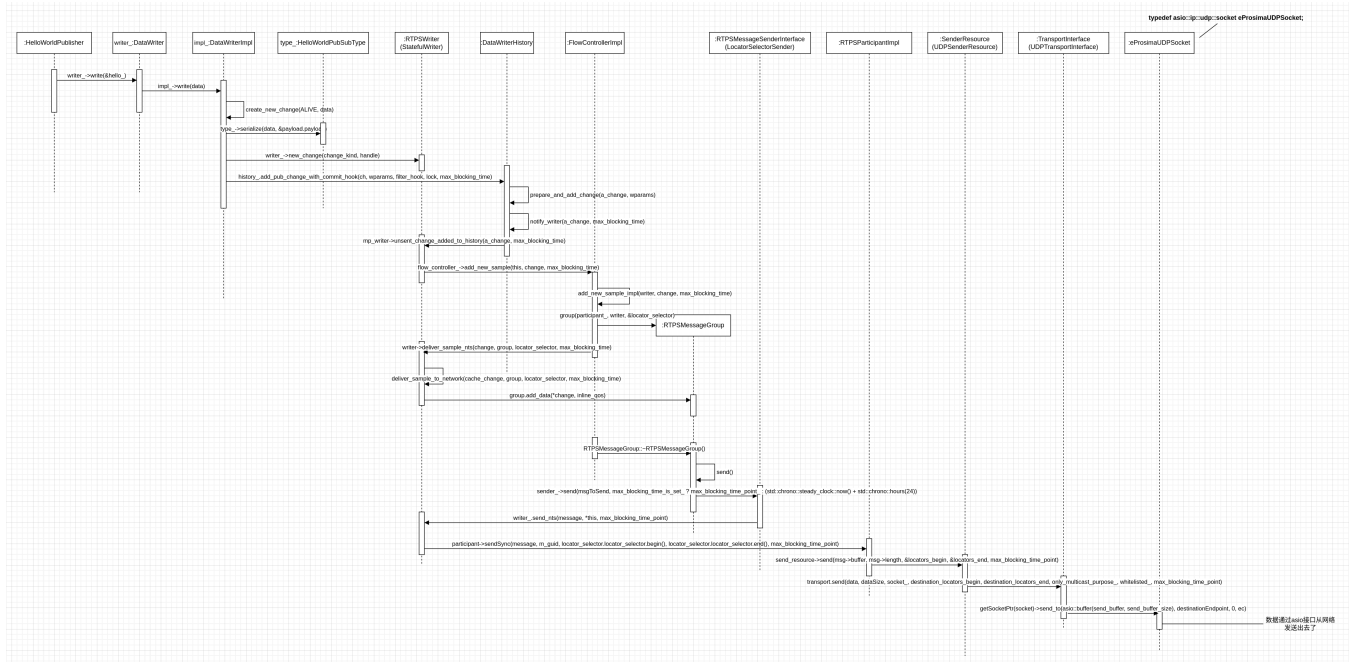 typedef asio::ip::udp::socket eProsimaUDPSocket;
:HelloWorldPublisher
writer_:DataWriter
impl_:DataWriterImpl
type_:HelloWorldPubSubType
:RTPSWriter
(StatefulWriter)
:DataWriterHistory
:FlowControllerImpl
:RTPSMessageSenderInterface
(LocatorSelectorSender)
:RTPSParticipantImpl
:SenderResource
(UDPSenderResource)
:TransportInterface
(UDPTransportInterface)
:eProsimaUDPSocket
writer_->write(&hello_)
impl_->write(data)
create_new_change(ALIVE, data)
type_->serialize(data, &payload.payload)
writer_->new_change(change_kind, handle)
history_.add_pub_change_with_commit_hook(ch, wparams, filter_hook, lock, max_blocking_time)
prepare_and_add_change(a_change, wparams)
notify_writer(a_change, max_blocking_time)
mp_writer->unsent_change_added_to_history(a_change, max_blocking_time)
flow_controller_->add_new_sample(this, change, max_blocking_time)
add_new_sample_impl(writer, change, max_blocking_time)
group(participant_, writer, &locator_selector)
:RTPSMessageGroup
writer->deliver_sample_nts(change, group, locator_selector, max_blocking_time)
deliver_sample_to_network(cache_change, group, locator_selector, max_blocking_time)
group.add_data(*change, inline_qos)
RTPSMessageGroup::~RTPSMessageGroup()
send()
sender_->send(msgToSend, max_blocking_time_is_set_ ? max_blocking_time_point_ : (std::chrono::steady_clock::now() + std::chrono::hours(24))
writer_.send_nts(message, *this, max_blocking_time_point)
participant->sendSync(message, m_guid, locator_selector.locator_selector.begin(), locator_selector.locator_selector.end(), max_blocking_time_point)
send_resource->send(msg->buffer, msg->length, &locators_begin, &locators_end, max_blocking_time_point)
transport.send(data, dataSize, socket_, destination_locators_begin, destination_locators_end, only_multicast_purpose_, whitelisted_, max_blocking_time_point)
getSocketPtr(socket)->send_to(asio::buffer(send_buffer, send_buffer_size), destinationEndpoint, 0, ec)
数据通过asio接口从网络
发送出去了